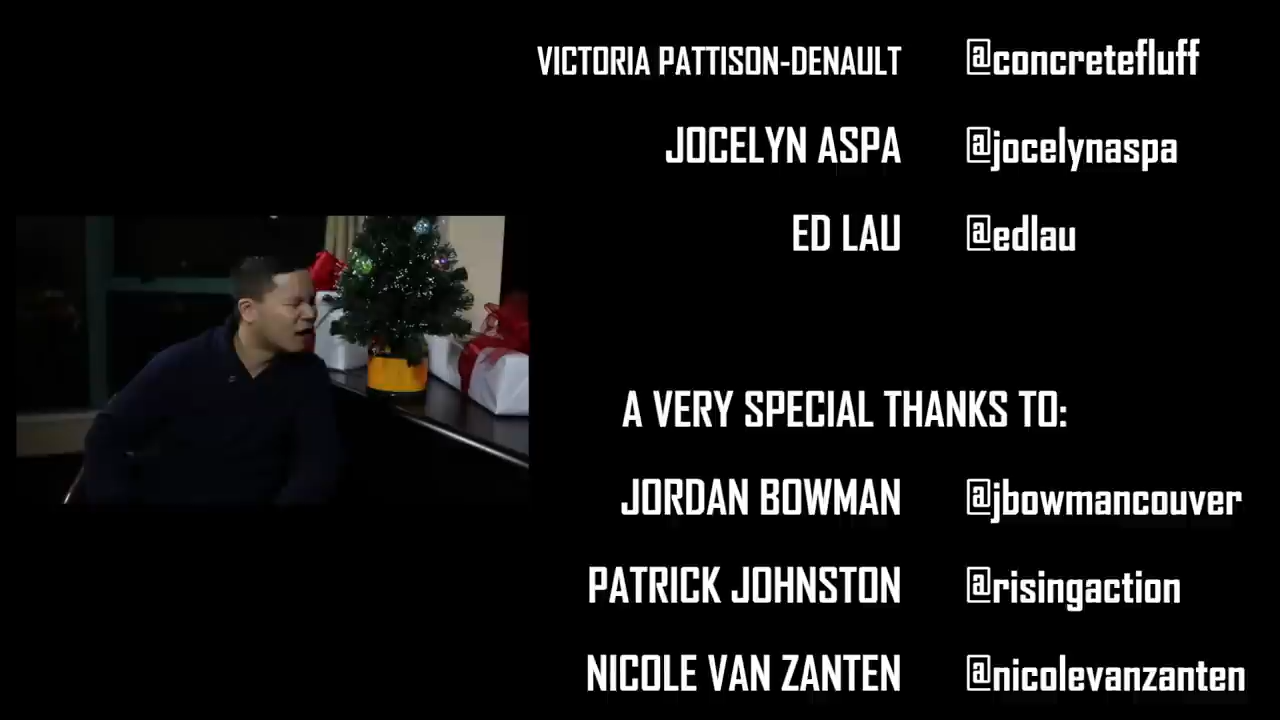 VICTORIA PATTISON-DENAULT @concretefluff
JOCELYN ASPA @jocelynaspa
ED LAU @edlau
A VERY SPECIAL THANKS TO:
JORDAN BOWMAN @jbowmancouver
PATRICK JOHNSTON @risingaction
NICOLE VAN ZANTEN @nicolevanzanten